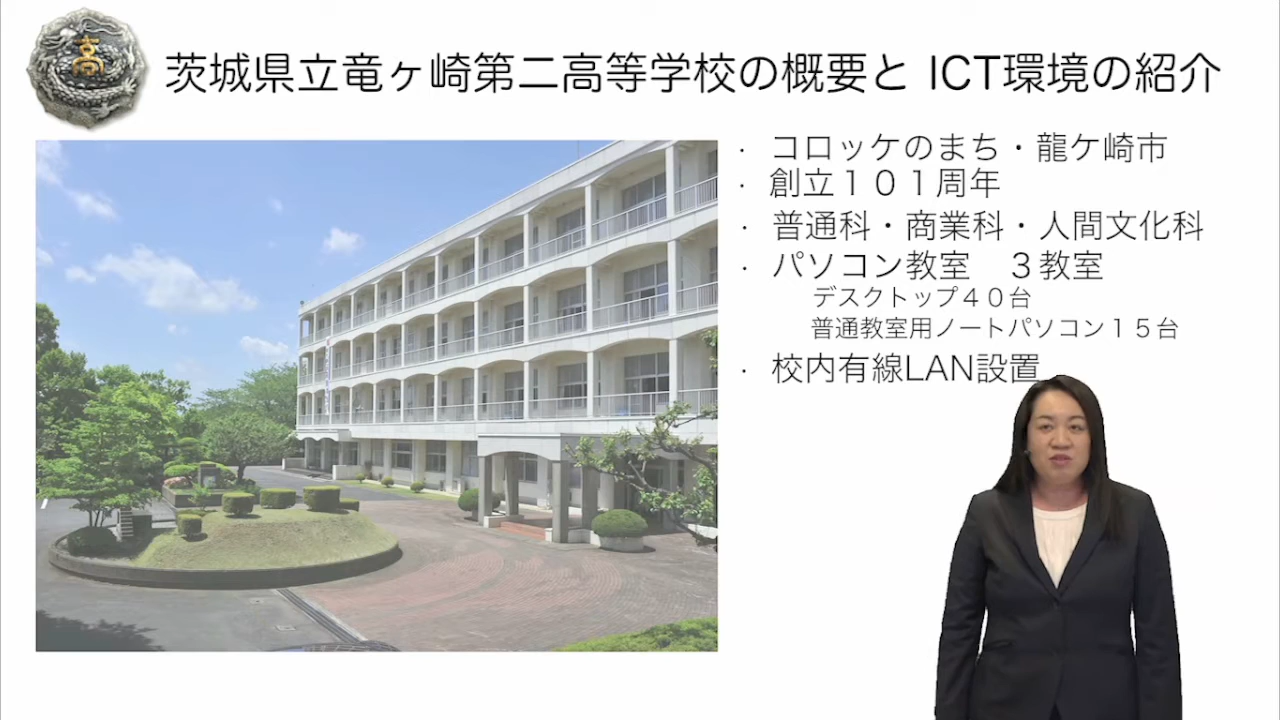 高
茨城県立竜ヶ崎第二高等学校の概要と ICT環境の紹介
・ コロッケのまち・龍ケ崎市
・ 創立１０１周年
・ 普通科・商業科・人間文化科
・ パソコン教室　３教室
デスクトップ４０台
普通教室用ノートパソコン１５台
・ 校内有線LAN設置